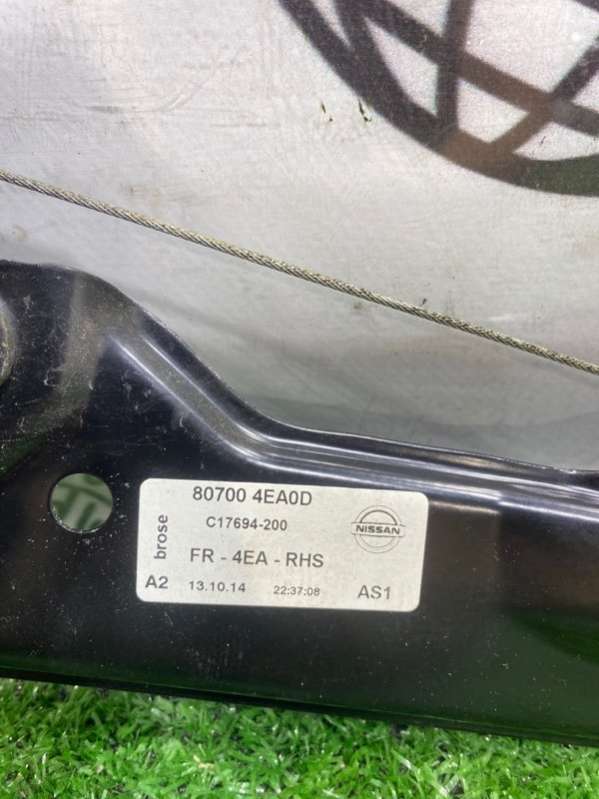 80700 4EA0D
brose
C17694-200
NISSAN
FR - 4EA - RHS
A2 13.10.14 22:37:08 AS1